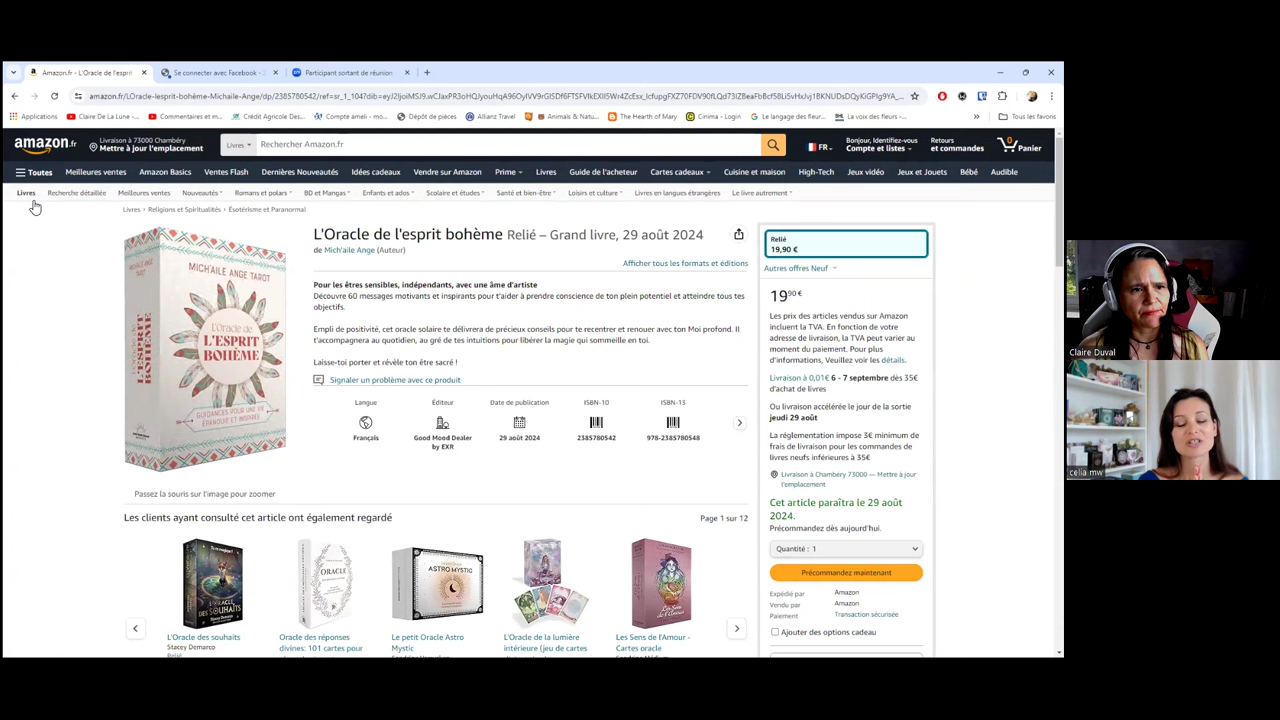 Amazon.fr - L'Oracle de l'esprit
Se connecter avec Facebook
Participant sortant de réunion
Applications
Claire De La Lune
Commentaires et m...
Crédit Agricole Des...
Compte ameli - mo...
Dépôt de pièces
Allianz Travel
Animals & Natu...
The Hearth of Mary
Cinima - Login
Le langage des fleur...
La voix des fleurs -...
Tous les favoris
amazon.fr
Livraison à 73000 Chambéry
Mettre à jour l'emplacement
Livres
Rechercher Amazon.fr
FR
Bonjour, Identifiez-vous
Compte et listes
Retours
et commandes
0
Panier
Toutes
Meilleures ventes
Amazon Basics
Ventes Flash
Dernières Nouveautés
Idées cadeaux
Vendre sur Amazon
Prime
Livres
Guide de l'acheteur
Cartes cadeaux
Cuisine et maison
High-Tech
Jeux vidéo
Jeux et Jouets
Bébé
Audible
Livres
Recherche détaillée
Meilleures ventes
Nouveautés
Romans et polars
BD et Mangas
Enfants et ados
Scolaire et études
Santé et bien-être
Loisirs et culture
Livres en langues étrangères
Le livre autrement
Livres › Religions et Spiritualités › Ésotérisme et Paranormal
MICH'AILE ANGE TAROT
L'Oracle de
L'ESPRIT
BOHÈME
GUIDANCES POUR UNE VIE
ÉPANOUIE ET INSPIRÉE
Passez la souris sur l'image pour zoomer
L'Oracle de l'esprit bohème Relié – Grand livre, 29 août 2024
de Mich'aile Ange (Auteur)
Afficher tous les formats et éditions
Pour les êtres sensibles, indépendants, avec une âme d'artiste
Découvre 60 messages motivants et inspirants pour t'aider à prendre conscience de ton plein potentiel et atteindre tous tes
objectifs.
Empli de positivité, cet oracle solaire te délivrera de précieux conseils pour te recentrer et renouer avec ton Moi profond. Il
t'accompagnera au quotidien, au gré de tes intuitions pour libérer la magie qui sommeille en toi.
Laisse-toi porter et révèle ton être sacré !
Signaler un problème avec ce produit
Langue
Français
Éditeur
Good Mood Dealer
by EXR
Date de publication
29 août 2024
ISBN-10
2385780542
ISBN-13
978-2385780548
Relié
19,90 €
Autres offres Neuf
19,90 €
Les prix des articles vendus sur Amazon
incluent la TVA. En fonction de votre
adresse de livraison, la TVA peut varier au
moment du paiement. Pour plus
d'informations, Veuillez voir les détails.
Livraison à 0,01€ 6 - 7 septembre dès 35€
d'achat de livres
Ou livraison accélérée le jour de la sortie
jeudi 29 août
La réglementation impose 3€ minimum de
frais de livraison pour les commandes de
livres neufs inférieures à 35€
Livraison à Chambéry 73000 — Mettre à jour
l'emplacement
Cet article paraîtra le 29 août
2024.
Précommandez dès aujourd'hui.
Quantité : 1
Précommandez maintenant
Expédié par Amazon
Vendu par Amazon
Paiement Transaction sécurisée
Ajouter des options cadeau
Les clients ayant consulté cet article ont également regardé
Page 1 sur 12
ORACLE
DES SOUHAITS
ORACLE
ASTRO MYSTIC
L'Oracle des souhaits
Stacey Demarco
Relié
Oracle des réponses
divines: 101 cartes pour
Le petit Oracle Astro
Mystic
L'Oracle de la lumière
intérieure (jeu de cartes
Les Sens de l'Amour -
Cartes oracle
Claire Duval
celia mw